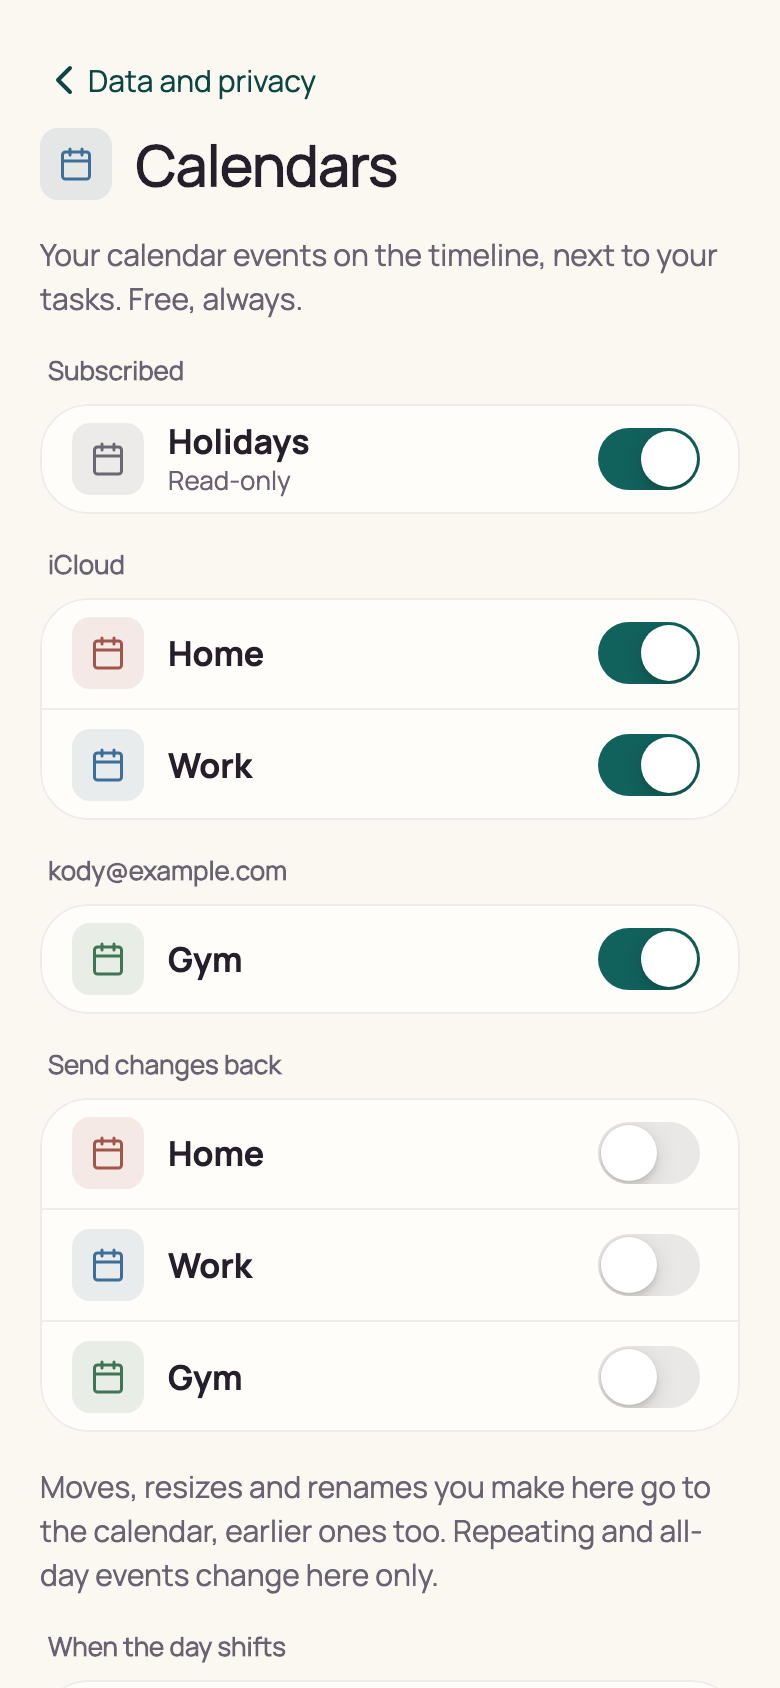 Data and privacy
Calendars
Your calendar events on the timeline, next to your
tasks. Free, always.
Subscribed
Holidays
Read-only
iCloud
Home
Work
kody@example.com
Gym
Send changes back
Home
Work
Gym
Moves, resizes and renames you make here go to
the calendar, earlier ones too. Repeating and all-
day events change here only.
When the day shifts